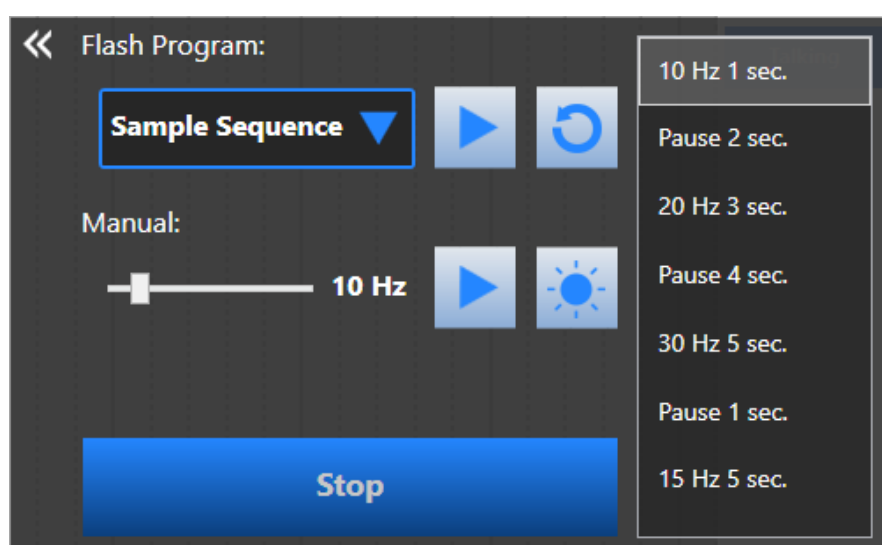 Flash Program:
Sample Sequence
Manual:
10 Hz
Stop
10 Hz 1 sec.
Pause 2 sec.
20 Hz 3 sec.
Pause 4 sec.
30 Hz 5 sec.
Pause 1 sec.
15 Hz 5 sec.